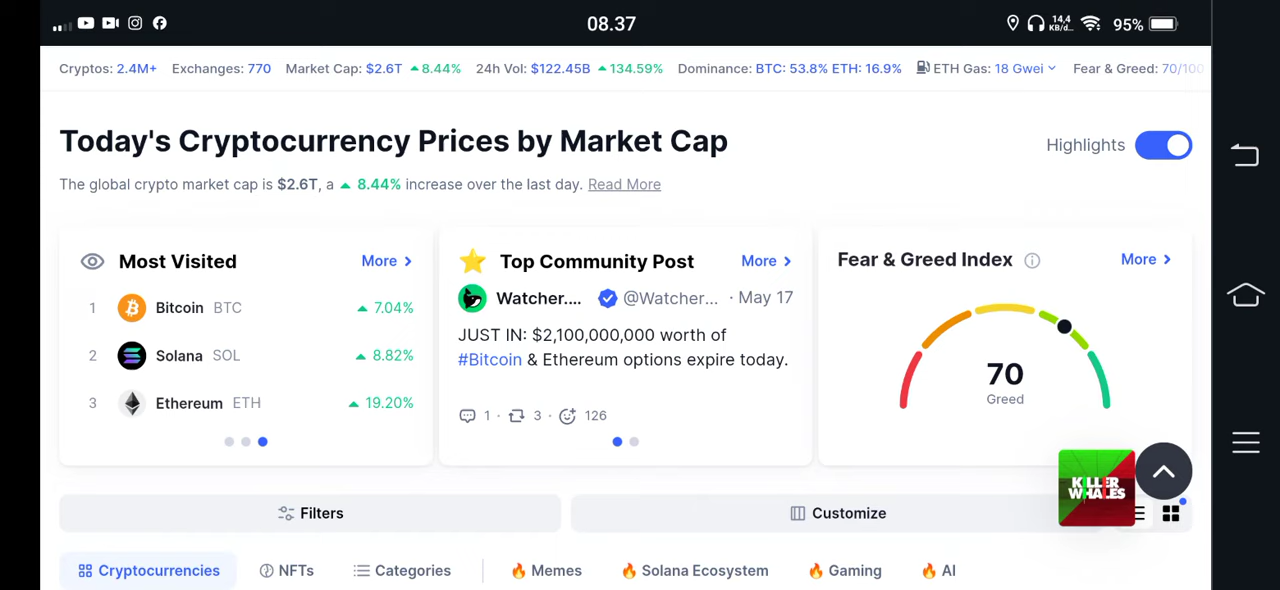 08.37
14,4 KB/d...
95%
Cryptos: 2.4M+ Exchanges: 770 Market Cap: $2.6T 8.44% 24h Vol: $122.45B 134.59% Dominance: BTC: 53.8% ETH: 16.9% ETH Gas: 18 Gwei Fear & Greed: 70/100
Today's Cryptocurrency Prices by Market Cap
Highlights
The global crypto market cap is $2.6T, a 8.44% increase over the last day. Read More
Most Visited More
1 Bitcoin BTC 7.04%
2 Solana SOL 8.82%
3 Ethereum ETH 19.20%
Top Community Post More
Watcher.... @Watcher... · May 17
JUST IN: $2,100,000,000 worth of
#Bitcoin & Ethereum options expire today.
1 · 3 · 126
Fear & Greed Index More
70
Greed
KILLER
WHALES
Filters
Customize
Cryptocurrencies NFTs Categories Memes Solana Ecosystem Gaming AI